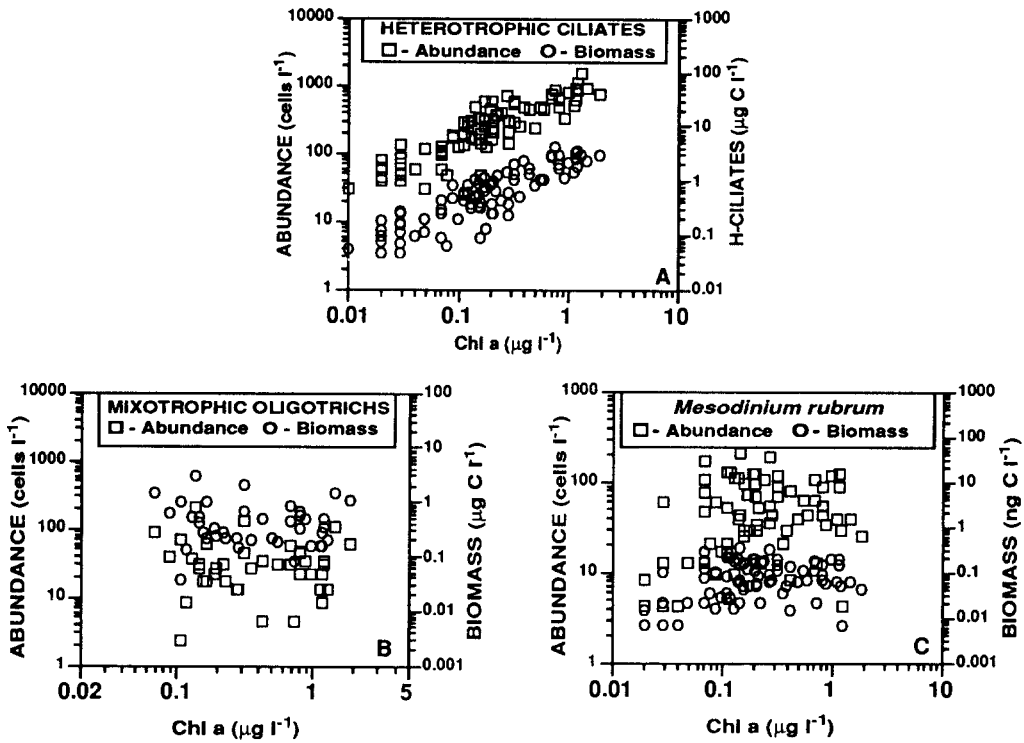 HETEROTROPHIC CILIATES
□ - Abundance ○ - Biomass
ABUNDANCE (cells l⁻¹)
10000
1000
100
10
1
H-CILIATES (μg C l⁻¹)
1000
100
10
1
0.1
0.01
A
0.01 0.1 1 10
Chl a (μg l⁻¹)
MIXOTROPHIC OLIGOTRICHS
□ - Abundance ○ - Biomass
ABUNDANCE (cells l⁻¹)
10000
1000
100
10
1
BIOMASS (μg C l⁻¹)
100
10
1
0.1
0.01
0.001
B
0.02 0.1 1 5
Chl a (μg l⁻¹)
Mesodinium rubrum
□ - Abundance ○ - Biomass
ABUNDANCE (cells l⁻¹)
1000
100
10
1
BIOMASS (ng C l⁻¹)
1000
100
10
1
0.1
0.01
0.001
C
0.01 0.1 1 10
Chl a (μg l⁻¹)